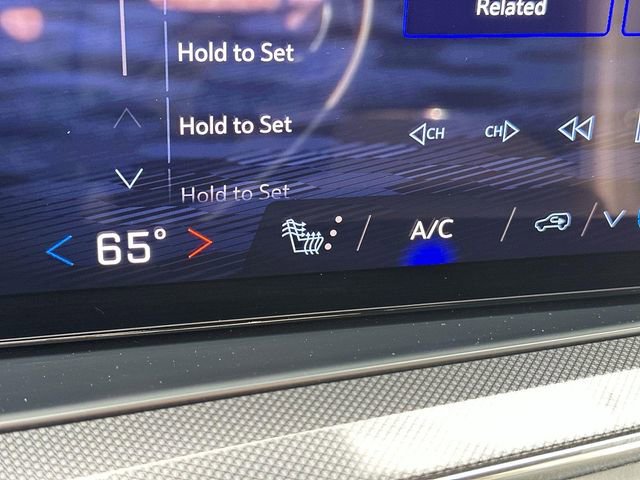 Related
Hold to Set
Hold to Set
CH CH
Hold to Set
65° A/C